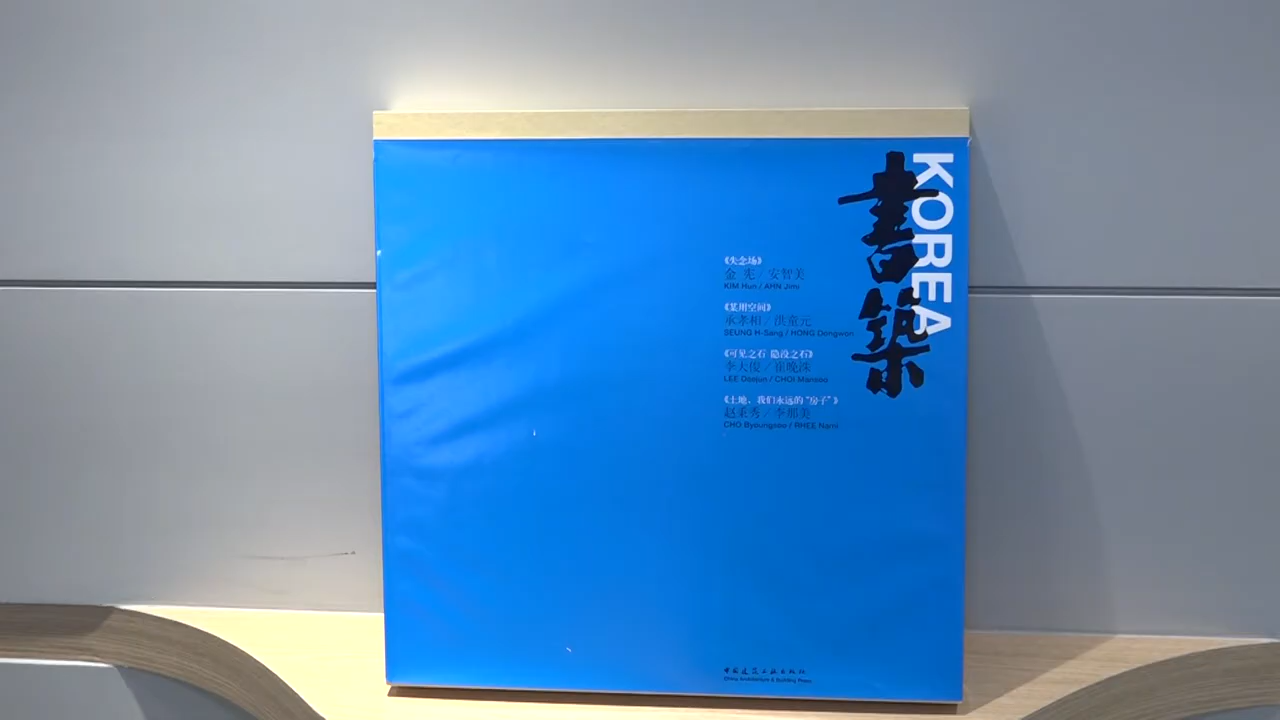 KOREA
書築
《失念场》
金 宪 / 安智美
KIM Hun / AHN Jimi
《某用空间》
承孝相 / 洪童元
SEUNG H-Sang / HONG Dongwon
《可见之石 隐没之石》
李大俊 / 崔晚洙
LEE Daejun / CHOI Mansoo
《土地，我们永远的“房子”》
赵秉秀 / 李那美
CHO Byoungsoo / RHEE Nami
中国建筑工业出版社
China Architecture & Building Press